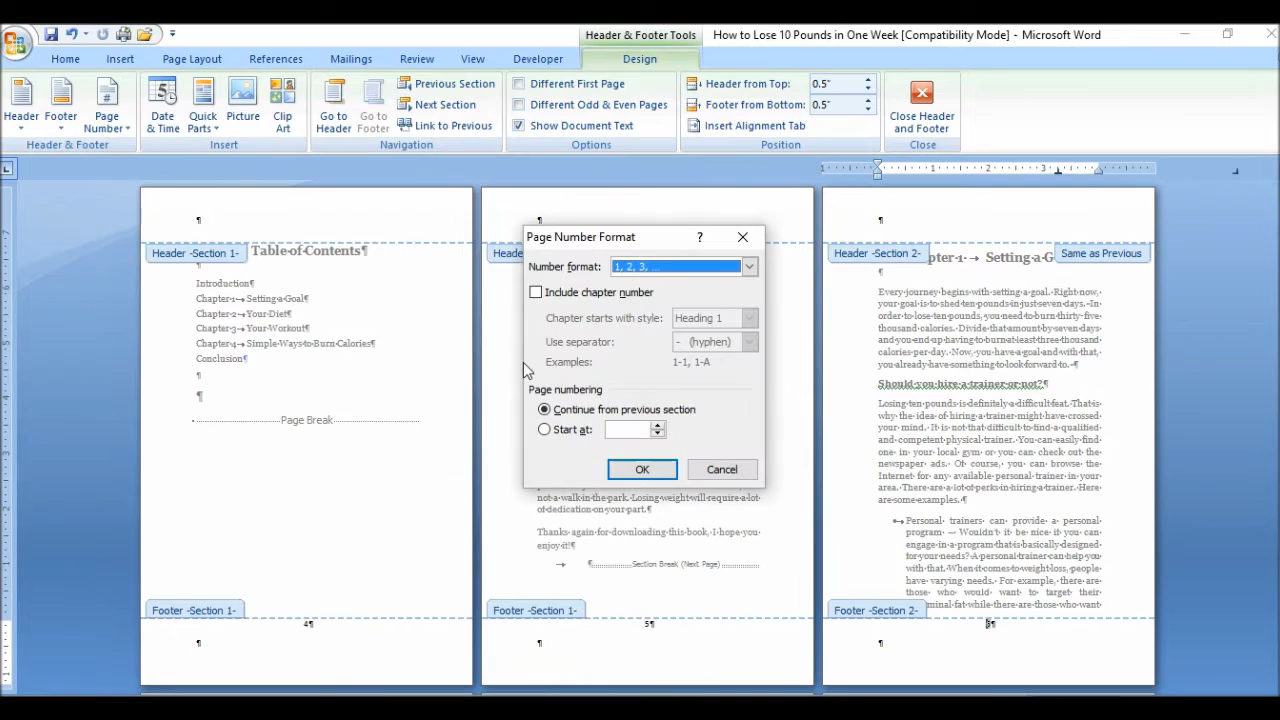 Header & Footer Tools
How to Lose 10 Pounds in One Week [Compatibility Mode] - Microsoft Word
Home Insert Page Layout References Mailings Review View Developer Design
Header
Footer
Page
Number
Header & Footer
Date
& Time
Quick
Parts
Picture
Clip
Art
Insert
Go to
Header
Go to
Footer
Previous Section
Next Section
Link to Previous
Navigation
Different First Page
Different Odd & Even Pages
Show Document Text
Options
Header from Top: 0.5"
Footer from Bottom: 0.5"
Insert Alignment Tab
Position
Close Header
and Footer
Close
1 1 2 3
Header -Section 1-
Table·of·Contents¶
¶
Introduction¶
Chapter·1→Setting·a·Goal¶
Chapter·2→Your·Diet¶
Chapter·3→Your·Workout¶
Chapter·4→Simple·Ways·to·Burn·Calories¶
Conclusion¶
¶
¶
Page Break
Footer -Section 1-
4¶
¶
¶
Heade
Page Number Format
? 
Number format: 1, 2, 3, ...
Include chapter number
Chapter starts with style: Heading 1
Use separator: - (hyphen)
Examples: 1-1, 1-A
Page numbering
Continue from previous section
Start at:
OK
Cancel
not·a·walk·in·the·park.·Losing·weight·will·require·a·lot·
of·dedication·on·your·part.¶
Thanks·again·for·downloading·this·book,·I·hope·you·
enjoy·it!¶
→ ¶ Section Break (Next Page)
Footer -Section 1-
5¶
¶
¶
Header -Section 2-
pter·1·→ Setting·a·G
Same as Previous
¶
Every·journey·begins·with·setting·a·goal.·Right·now,·
your·goal·is·to·shed·ten·pounds·in·just·seven·days.·In·
order·to·lose·ten·pounds,·you·need·to·burn·thirty-five·
thousand·calories.·Divide·that·amount·by·seven·days·
and·you·end·up·having·to·burn·at·least·three·thousand·
calories·per·day.·Now,·you·have·a·goal·and·with·that,·
you·already·have·something·to·look·forward·to.¶
Should·you·hire·a·trainer·or·not?¶
Losing·ten·pounds·is·definitely·a·difficult·feat.·That·is·
why·the·idea·of·hiring·a·trainer·might·have·crossed·
your·mind.·It·is·not·that·difficult·to·find·a·qualified·
and·competent·physical·trainer.·You·can·easily·find·
one·in·your·local·gym·or·you·can·check·out·the·
newspaper·ads.·Of·course,·you·can·browse·the·
Internet·for·any·available·personal·trainer·in·your·
area.·There·are·a·lot·of·perks·in·hiring·a·trainer.·Here·
are·some·examples.¶
Personal·trainers·can·provide·a·personal·
program·—·Wouldn't·it·be·nice·if·you·can·
engage·in·a·program·that·is·basically·designed·
for·your·needs?·A·personal·trainer·can·help·you·
with·that.·When·it·comes·to·weight·loss,·people·
have·varying·needs.·For·example,·there·are·
those·who·would·want·to·target·their·
minal·fat·while·there·are·those·who·want·
Footer -Section 2-
¶